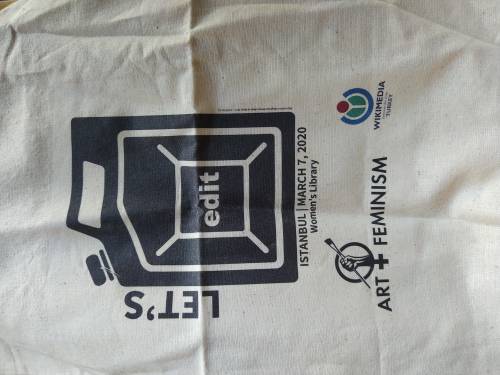 LET'S
edit
ISTANBUL | MARCH 7, 2020
Women's Library
ART + FEMINISM
WIKIMEDIA
TURKEY